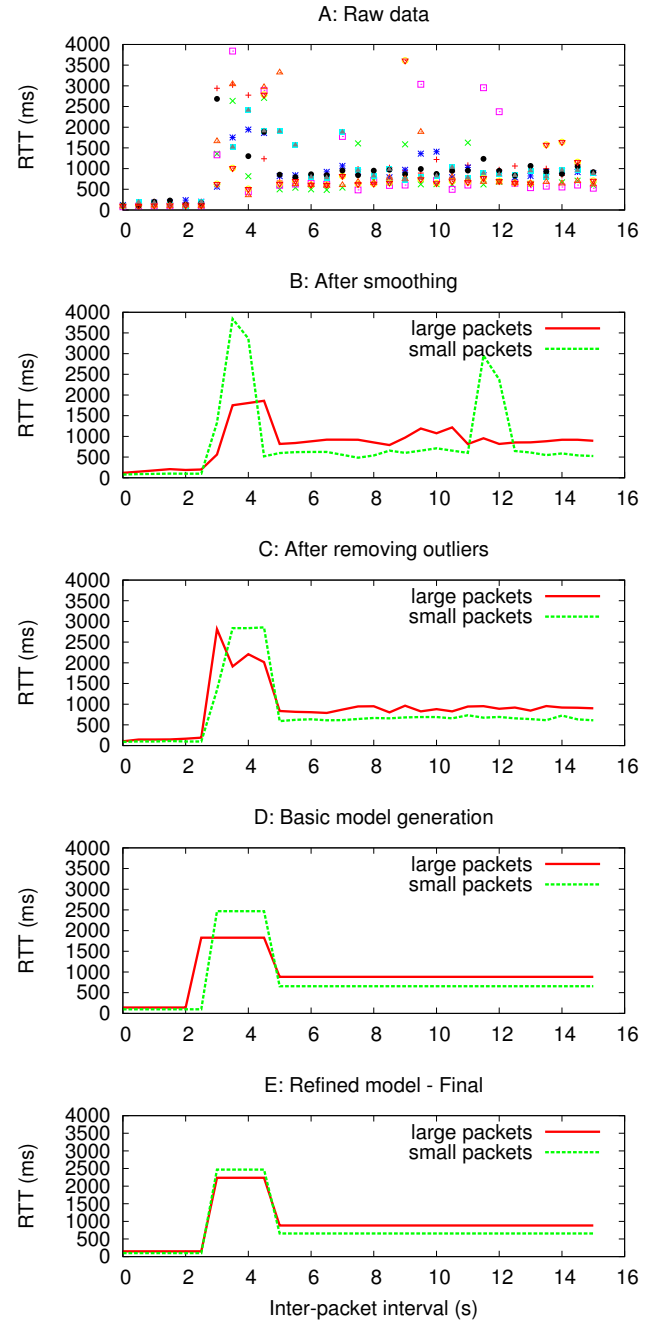 A: Raw data
RTT (ms)
4000
3500
3000
2500
2000
1500
1000
500
0
0 2 4 6 8 10 12 14 16
B: After smoothing
RTT (ms)
4000
3500
3000
2500
2000
1500
1000
500
0
large packets
small packets
0 2 4 6 8 10 12 14 16
C: After removing outliers
RTT (ms)
4000
3500
3000
2500
2000
1500
1000
500
0
large packets
small packets
0 2 4 6 8 10 12 14 16
D: Basic model generation
RTT (ms)
4000
3500
3000
2500
2000
1500
1000
500
0
large packets
small packets
0 2 4 6 8 10 12 14 16
E: Refined model - Final
RTT (ms)
4000
3500
3000
2500
2000
1500
1000
500
0
large packets
small packets
0 2 4 6 8 10 12 14 16
Inter-packet interval (s)